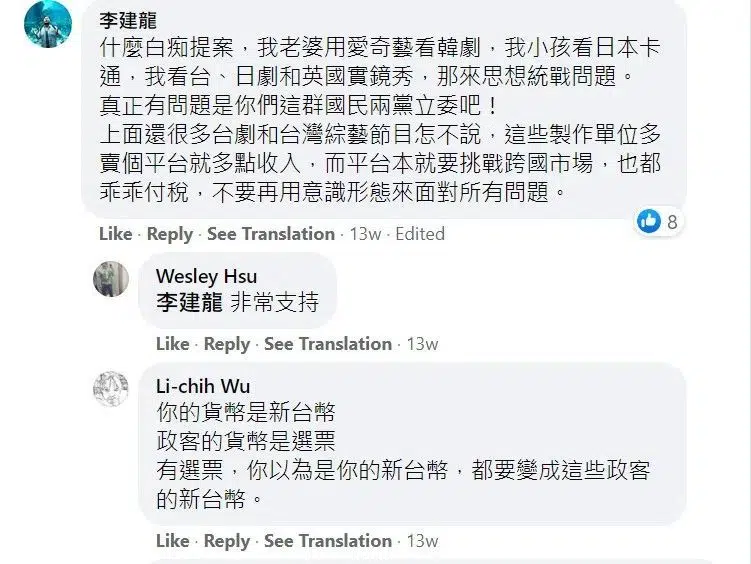 李建龍
什麼白痴提案，我老婆用愛奇藝看韓劇，我小孩看日本卡
通，我看台、日劇和英國實鏡秀，那來思想統戰問題。
真正有問題是你們這群國民兩黨立委吧！
上面還很多台劇和台灣綜藝節目怎不說，這些製作單位多
賣個平台就多點收入，而平台本就要挑戰跨國市場，也都
乖乖付稅，不要再用意識形態來面對所有問題。
8
Like · Reply · See Translation · 13w · Edited
Wesley Hsu
李建龍 非常支持
Like · Reply · See Translation · 13w
Li-chih Wu
你的貨幣是新台幣
政客的貨幣是選票
有選票，你以為是你的新台幣，都要變成這些政客
的新台幣。
Like · Reply · See Translation · 13w